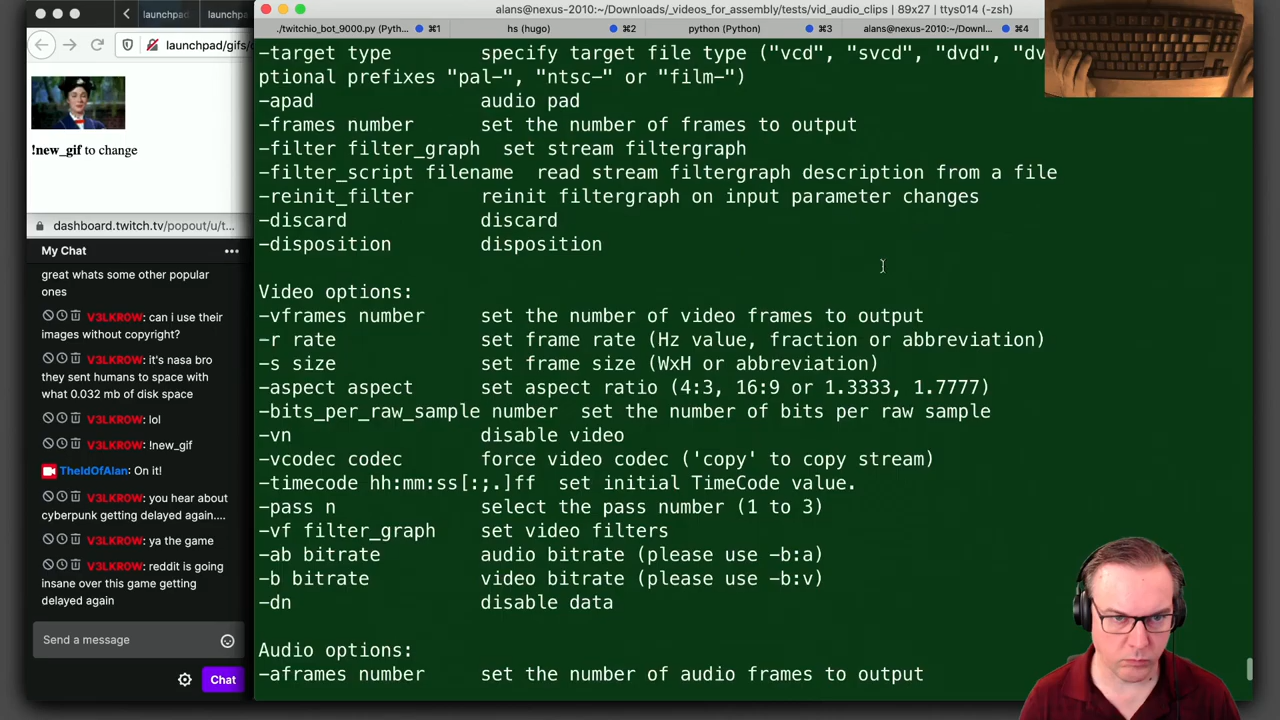 launchpad
launchpad
launchpad/gifs/
!new_gif to change
dashboard.twitch.tv/popout/u/t...
My Chat
great whats some other popular
ones
V3LKR0W: can i use their
images without copyright?
V3LKR0W: it's nasa bro
they sent humans to space with
what 0.032 mb of disk space
V3LKR0W: lol
V3LKR0W: !new_gif
TheIdOfAlan: On it!
V3LKR0W: you hear about
cyberpunk getting delayed again....
V3LKR0W: ya the game
V3LKR0W: reddit is going
insane over this game getting
delayed again
Send a message
Chat
alans@nexus-2010:~/Downloads/_videos_for_assembly/tests/vid_audio_clips | 89x27 | ttys014 (-zsh)
./twitchio_bot_9000.py (Pyth... ⌘1
hs (hugo) ⌘2
python (Python) ⌘3
alans@nexus-2010:~/Downl... ⌘4
-target type specify target file type ("vcd", "svcd", "dvd", "dv
ptional prefixes "pal-", "ntsc-" or "film-")
-apad audio pad
-frames number set the number of frames to output
-filter filter_graph set stream filtergraph
-filter_script filename read stream filtergraph description from a file
-reinit_filter reinit filtergraph on input parameter changes
-discard discard
-disposition disposition
Video options:
-vframes number set the number of video frames to output
-r rate set frame rate (Hz value, fraction or abbreviation)
-s size set frame size (WxH or abbreviation)
-aspect aspect set aspect ratio (4:3, 16:9 or 1.3333, 1.7777)
-bits_per_raw_sample number set the number of bits per raw sample
-vn disable video
-vcodec codec force video codec ('copy' to copy stream)
-timecode hh:mm:ss[:;.]ff set initial TimeCode value.
-pass n select the pass number (1 to 3)
-vf filter_graph set video filters
-ab bitrate audio bitrate (please use -b:a)
-b bitrate video bitrate (please use -b:v)
-dn disable data
Audio options:
-aframes number set the number of audio frames to output